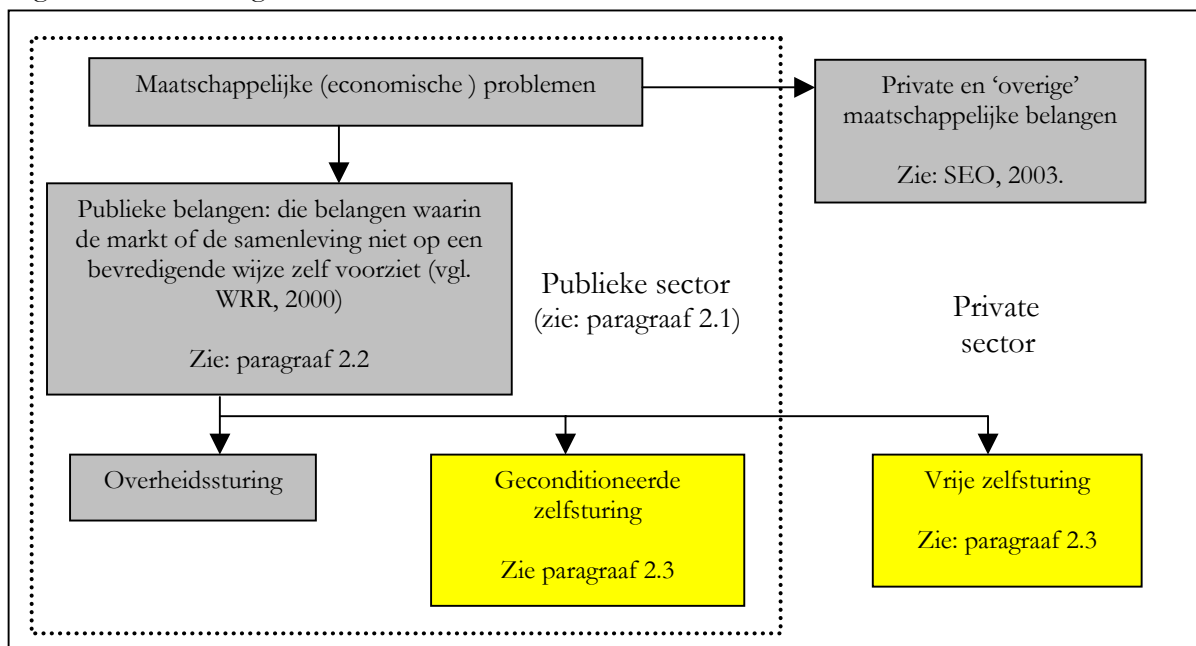 Maatschappelijke (economische ) problemen
Private en ‘overige’
maatschappelijke belangen
Zie: SEO, 2003.
Publieke belangen: die belangen waarin
de markt of de samenleving niet op een
bevredigende wijze zelf voorziet (vgl.
WRR, 2000)
Zie: paragraaf 2.2
Publieke sector
(zie: paragraaf 2.1)
Private
sector
Overheidssturing
Geconditioneerde
zelfsturing
Zie paragraaf 2.3
Vrije zelfsturing
Zie: paragraaf 2.3